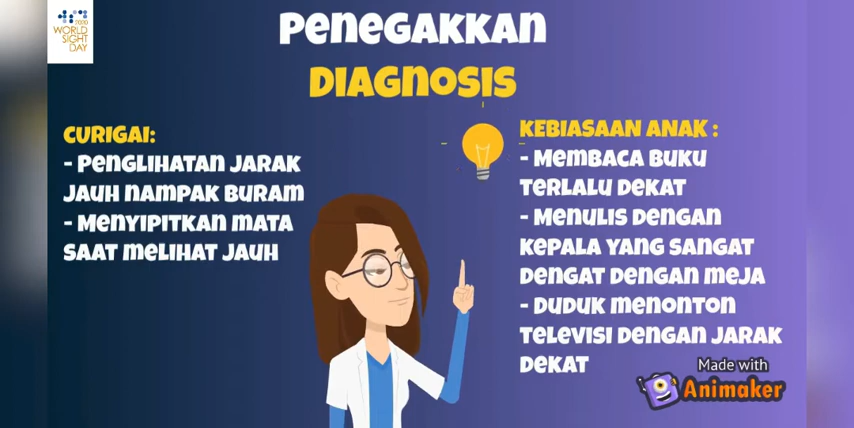 2020
WORLD
SIGHT
DAY
Penegakkan
Diagnosis
Curigai:
- Penglihatan jarak
jauh nampak buram
- Menyipitkan mata
saat melihat jauh
Kebiasaan anak :
- Membaca buku
terlalu dekat
- Menulis dengan
kepala yang sangat
dengat dengan meja
- Duduk menonton
televisi dengan jarak
dekat
Made with
Animaker